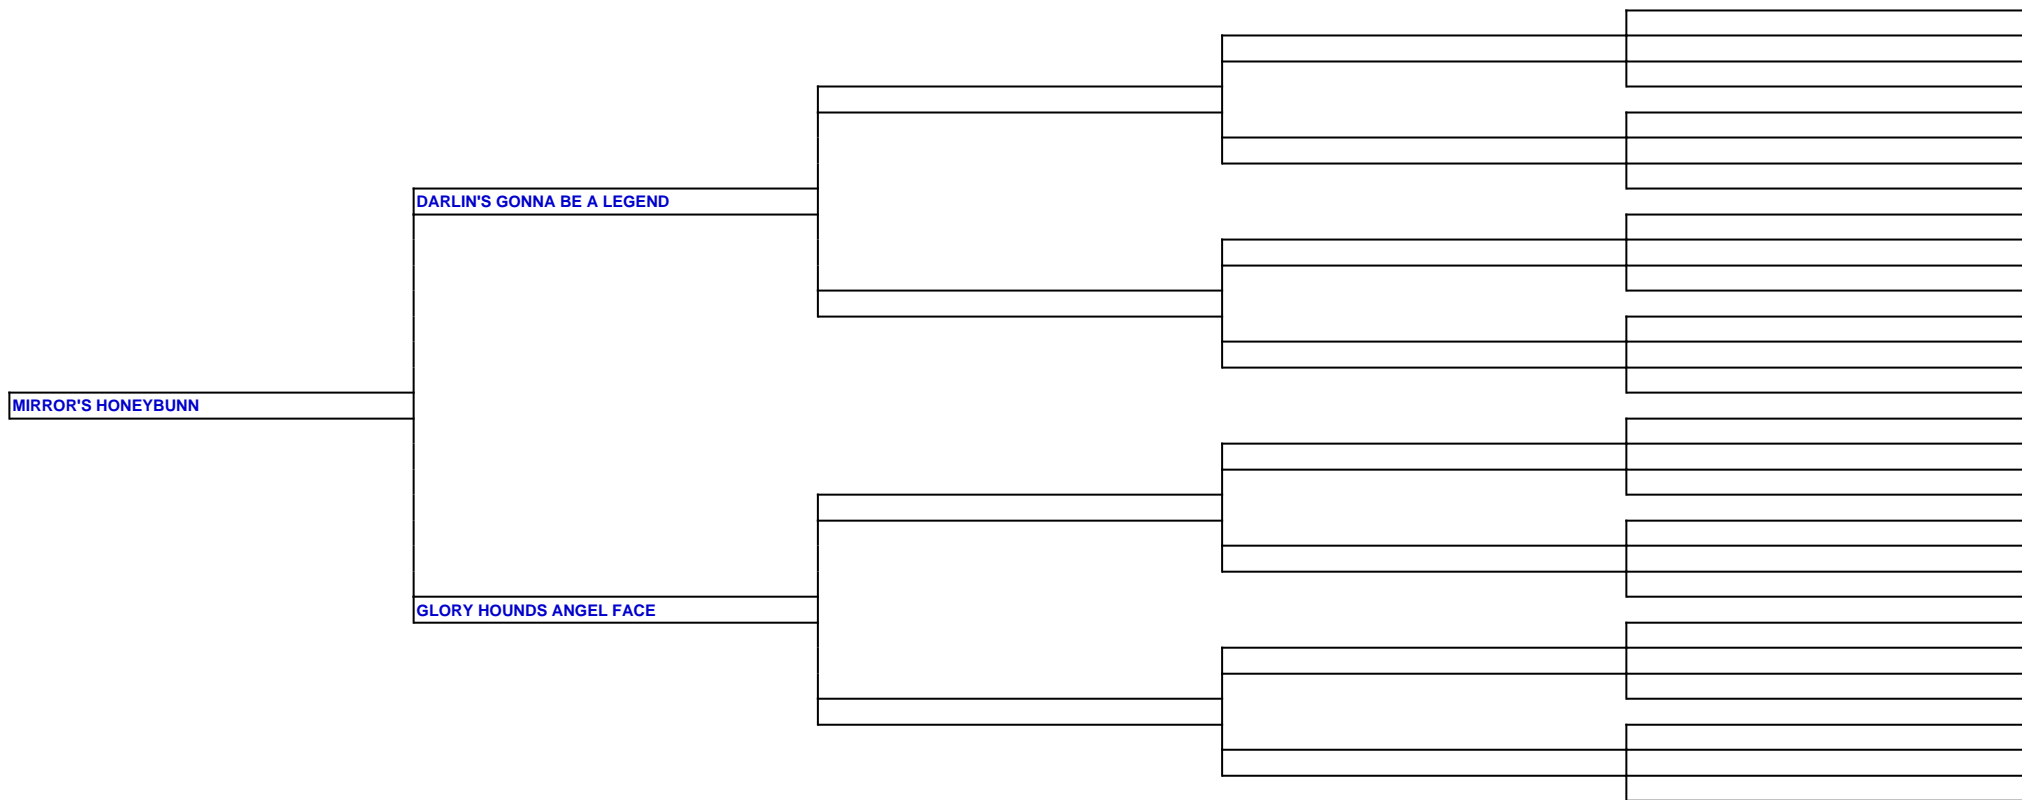 DARLIN'S GONNA BE A LEGEND
MIRROR'S HONEYBUNN
GLORY HOUNDS ANGEL FACE